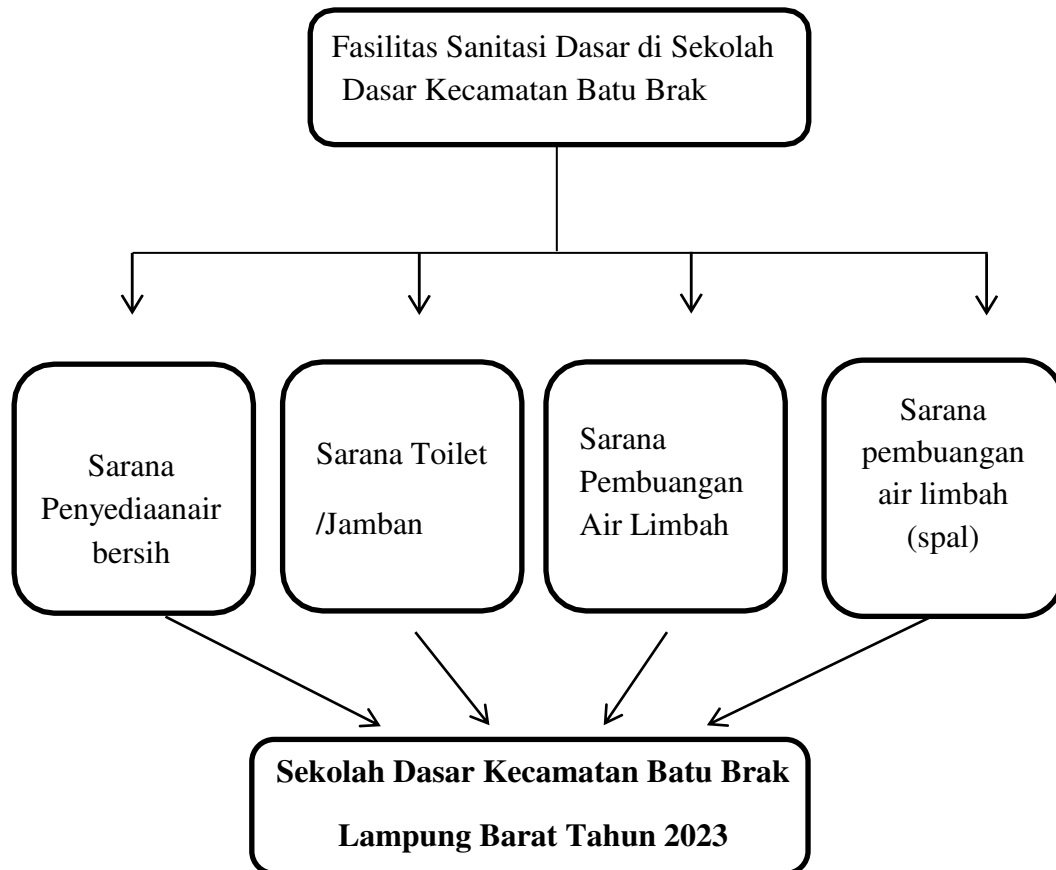 Fasilitas Sanitasi Dasar di Sekolah
Dasar Kecamatan Batu Brak
Sarana
Penyediaanair
bersih
Sarana Toilet
/Jamban
Sarana
Pembuangan
Air Limbah
Sarana
pembuangan
air limbah
(spal)
Sekolah Dasar Kecamatan Batu Brak
Lampung Barat Tahun 2023